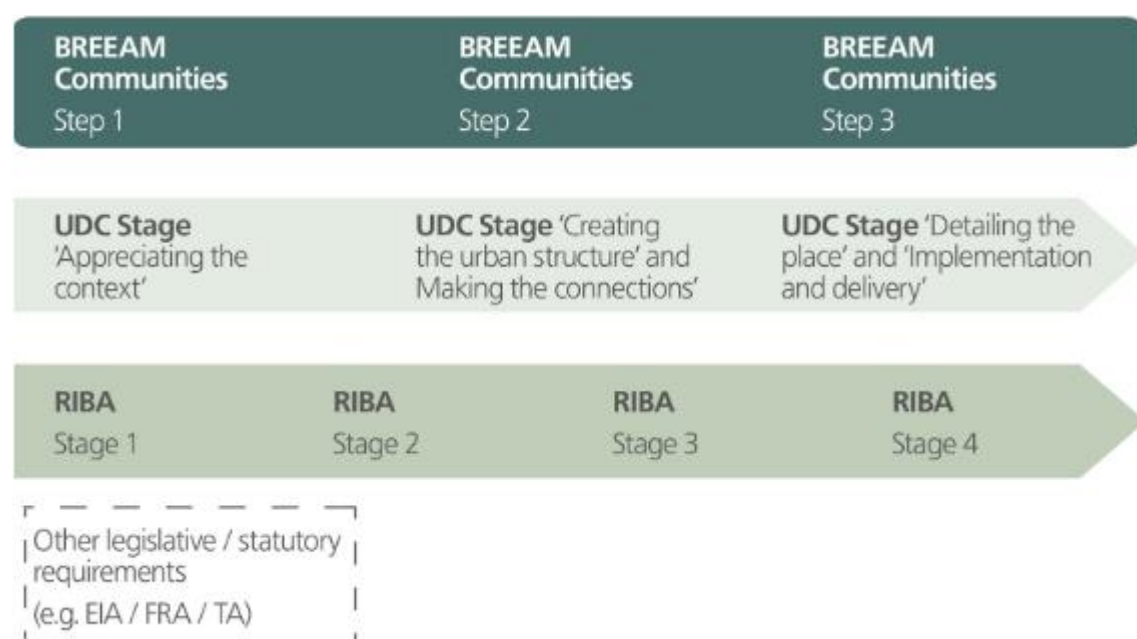 BREEAM
Communities
Step 1
BREEAM
Communities
Step 2
BREEAM
Communities
Step 3
UDC Stage
'Appreciating the
context'
UDC Stage 'Creating
the urban structure' and
Making the connections'
UDC Stage 'Detailing the
place' and 'Implementation
and delivery'
RIBA
Stage 1
RIBA
Stage 2
RIBA
Stage 3
RIBA
Stage 4
Other legislative / statutory
requirements
(e.g. EIA / FRA / TA)